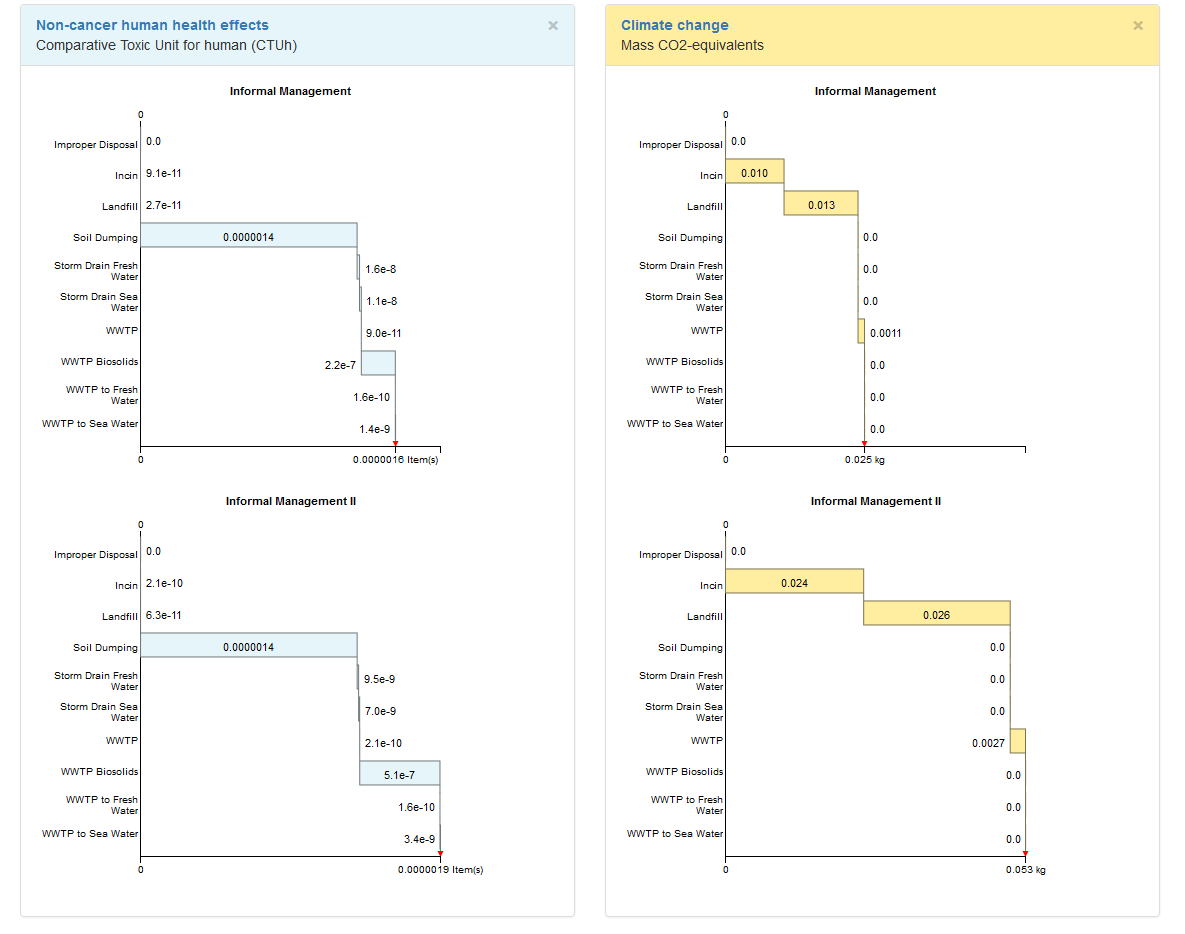 Non-cancer human health effects ×
Comparative Toxic Unit for human (CTUh)
Informal Management
0
Improper Disposal 0.0
Incin 9.1e-11
Landfill 2.7e-11
Soil Dumping 0.0000014
Storm Drain Fresh
Water 1.6e-8
Storm Drain Sea
Water 1.1e-8
WWTP 9.0e-11
WWTP Biosolids 2.2e-7
WWTP to Fresh
Water 1.6e-10
WWTP to Sea Water 1.4e-9
0 0.0000016 Item(s)
Informal Management II
0
Improper Disposal 0.0
Incin 2.1e-10
Landfill 6.3e-11
Soil Dumping 0.0000014
Storm Drain Fresh
Water 9.5e-9
Storm Drain Sea
Water 7.0e-9
WWTP 2.1e-10
WWTP Biosolids 5.1e-7
WWTP to Fresh
Water 1.6e-10
WWTP to Sea Water 3.4e-9
0 0.0000019 Item(s)
Climate change ×
Mass CO2-equivalents
Informal Management
0
Improper Disposal 0.0
Incin 0.010
Landfill 0.013
Soil Dumping 0.0
Storm Drain Fresh
Water 0.0
Storm Drain Sea
Water 0.0
WWTP 0.0011
WWTP Biosolids 0.0
WWTP to Fresh
Water 0.0
WWTP to Sea Water 0.0
0 0.025 kg
Informal Management II
0
Improper Disposal 0.0
Incin 0.024
Landfill 0.026
Soil Dumping 0.0
Storm Drain Fresh
Water 0.0
Storm Drain Sea
Water 0.0
WWTP 0.0027
WWTP Biosolids 0.0
WWTP to Fresh
Water 0.0
WWTP to Sea Water 0.0
0 0.053 kg